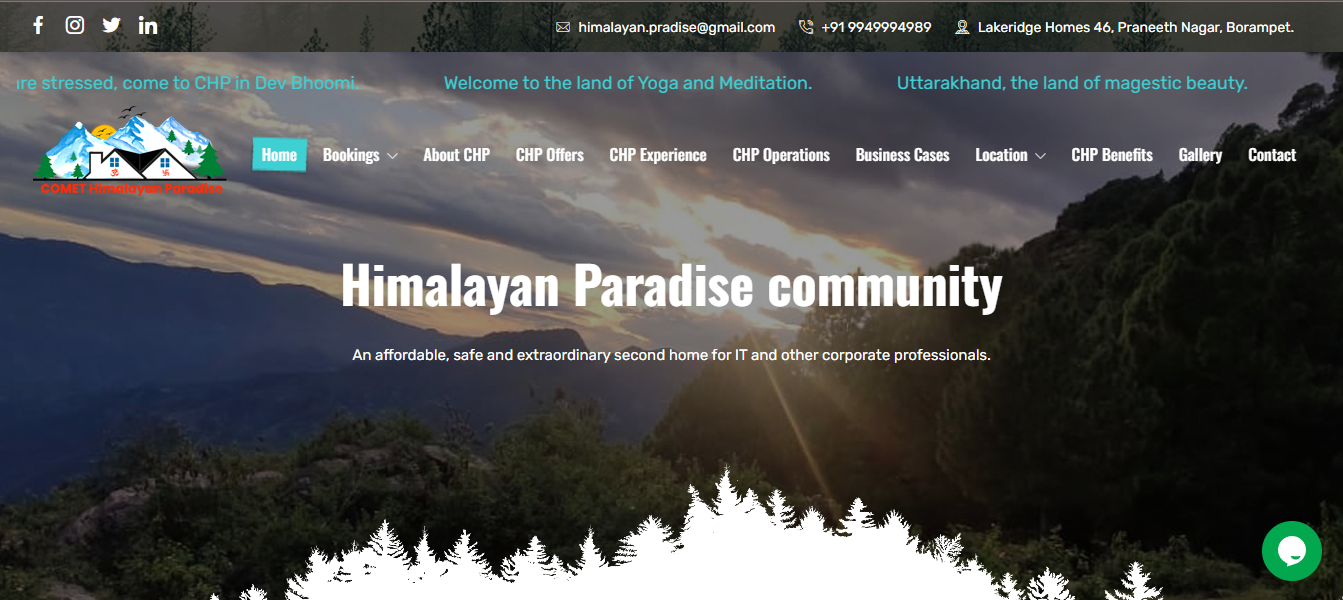 himalayan.pradise@gmail.com +91 9949994989 Lakeridge Homes 46, Praneeth Nagar, Borampet.
re stressed, come to CHP in Dev Bhoomi. Welcome to the land of Yoga and Meditation. Uttarakhand, the land of magestic beauty.
COMET Himalayan Paradise
Home Bookings About CHP CHP Offers CHP Experience CHP Operations Business Cases Location CHP Benefits Gallery Contact
Himalayan Paradise community
An affordable, safe and extraordinary second home for IT and other corporate professionals.